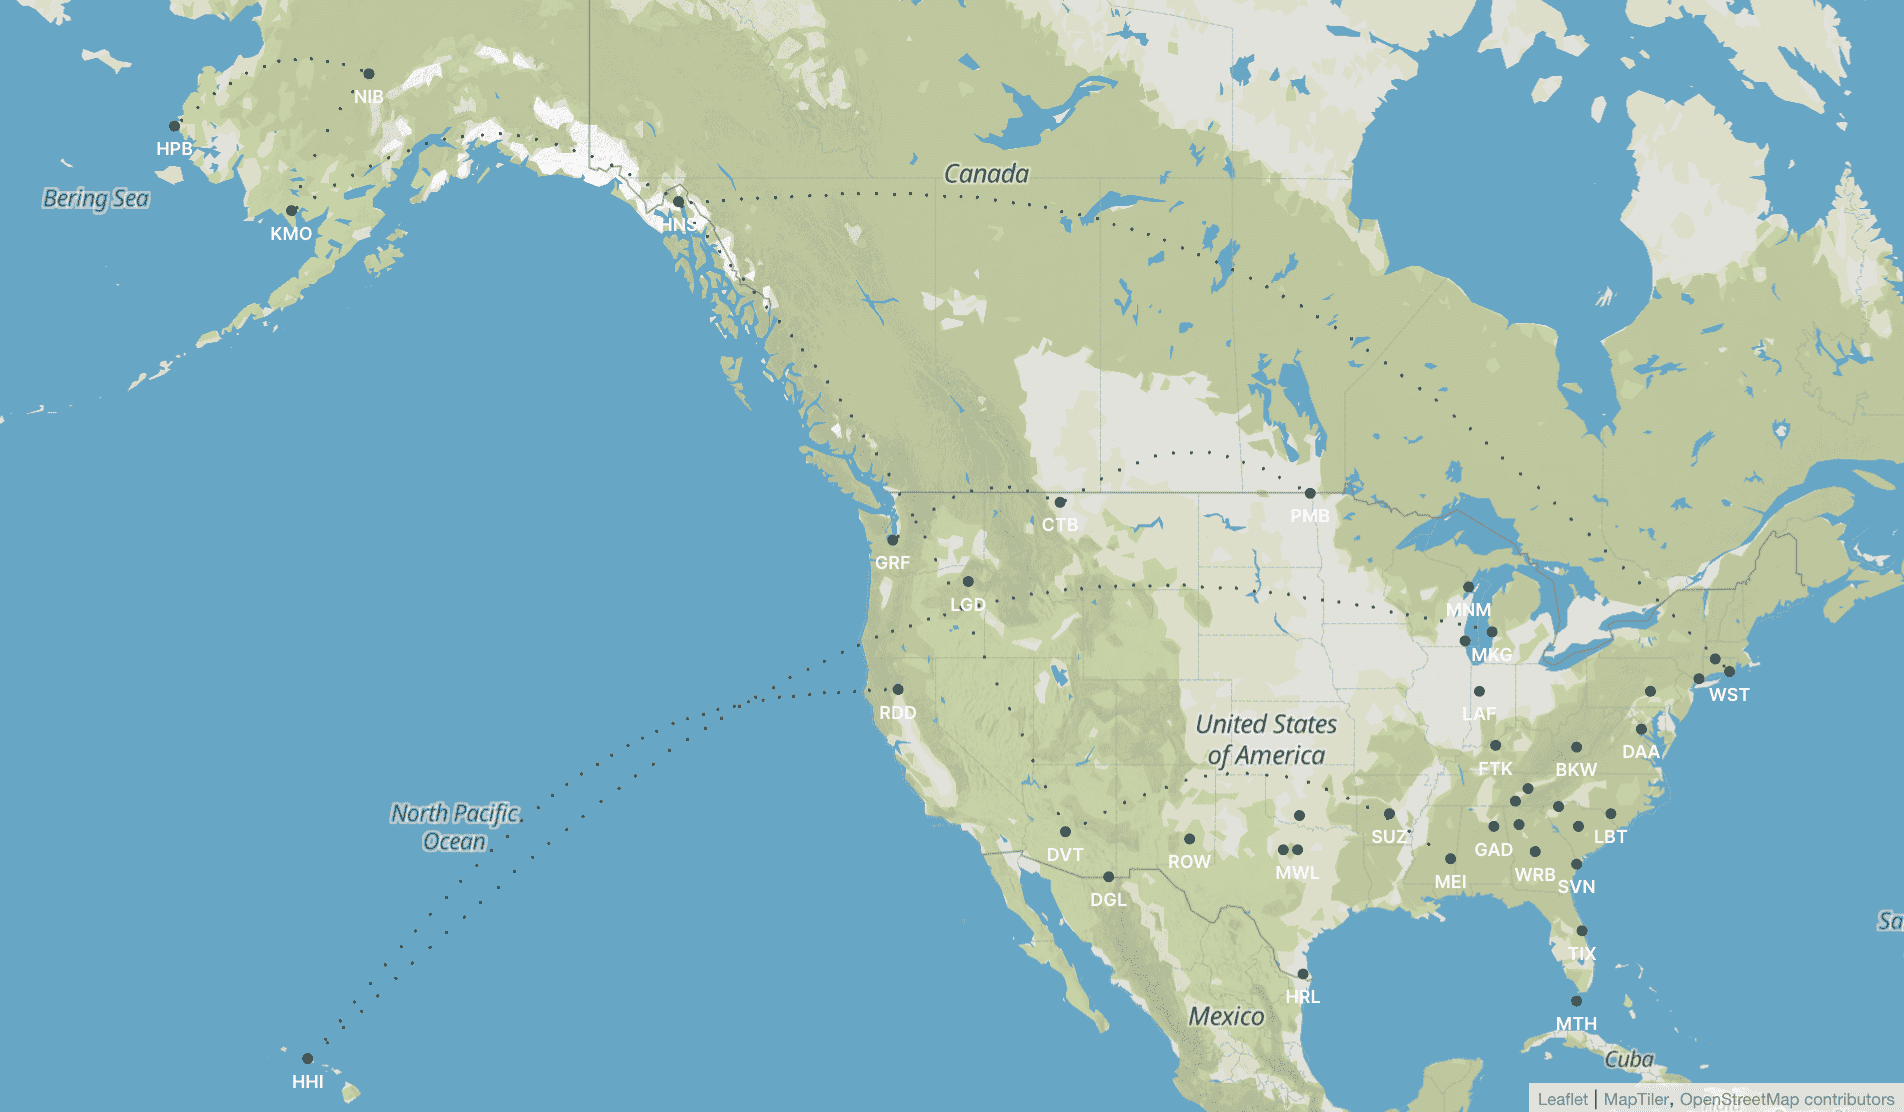 NIB
HPB
Canada
Bering Sea
HNS
KMO
CTB
PMB
GRF
LGD
MNM
MKG
WST
RDD
LAF
United States
of America
DAA
FTK
BKW
North Pacific
Ocean
SUZ
LBT
DVT
ROW
GAD
MWL
MEI
WRB
SVN
DGL
Sa
TIX
HRL
Mexico
MTH
Cuba
HHI
Leaflet | MapTiler, OpenStreetMap contributors